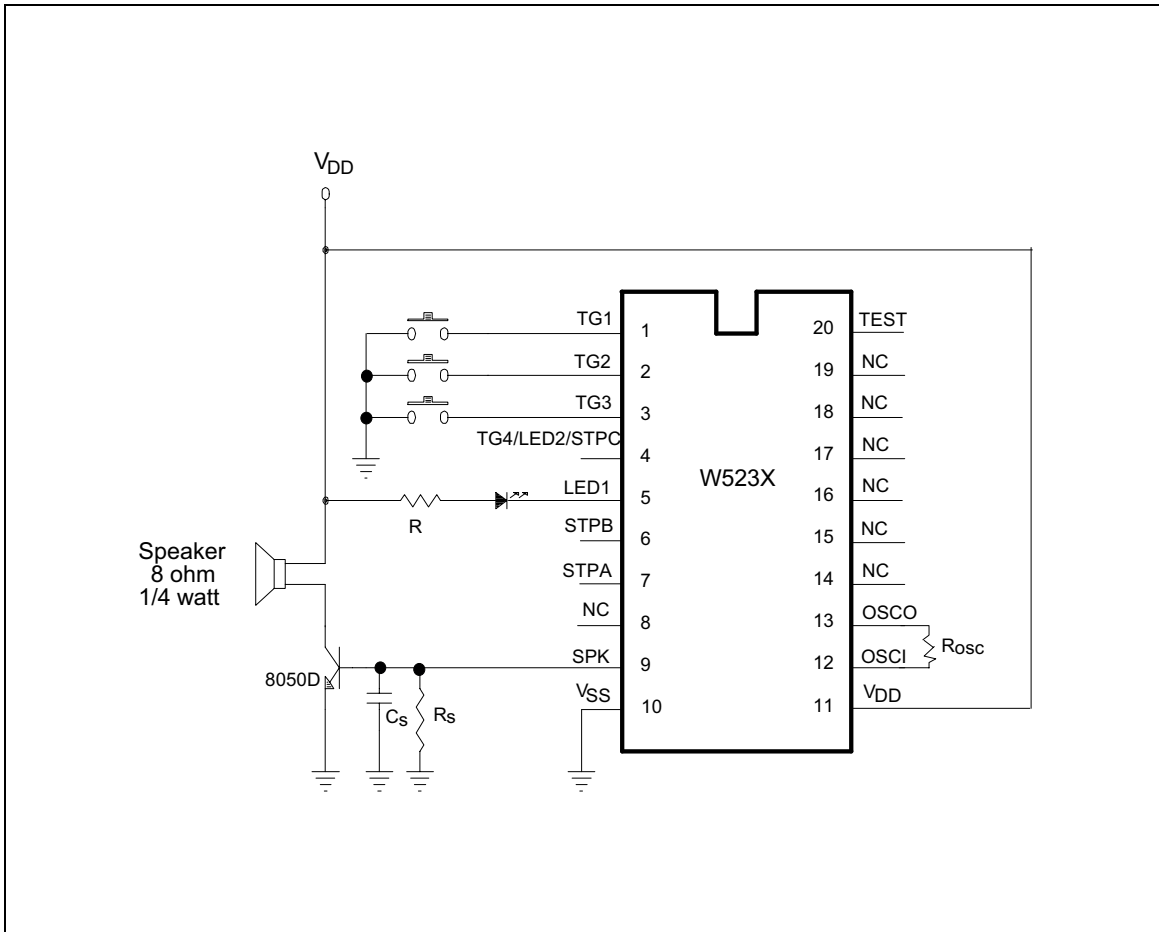 VDD
TG1
1
20
TEST
TG2
2
19
NC
TG3
3
18
NC
TG4/LED2/STPC
4
17
NC
W523X
LED1
5
16
NC
R
STPB
6
15
NC
Speaker
8 ohm
1/4 watt
STPA
7
14
NC
NC
8
13
OSCO
Rosc
SPK
9
12
OSCI
8050D
Cs
Rs
VSS
10
11
VDD